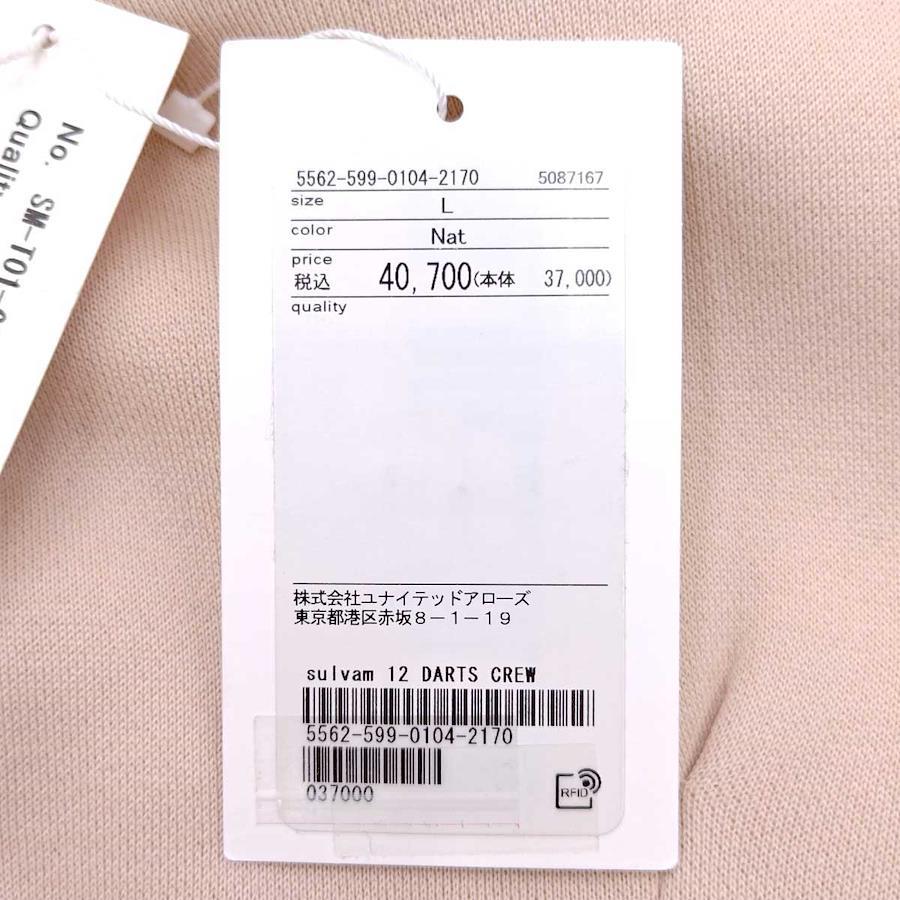 No. SM-T01-
5562-599-0104-2170 5087167
size L
color Nat
price
税込 40,700(本体 37,000)
quality
株式会社ユナイテッドアローズ
東京都港区赤坂8-1-19
sulvam 12 DARTS CREW
5562-599-0104-2170
037000
RFID